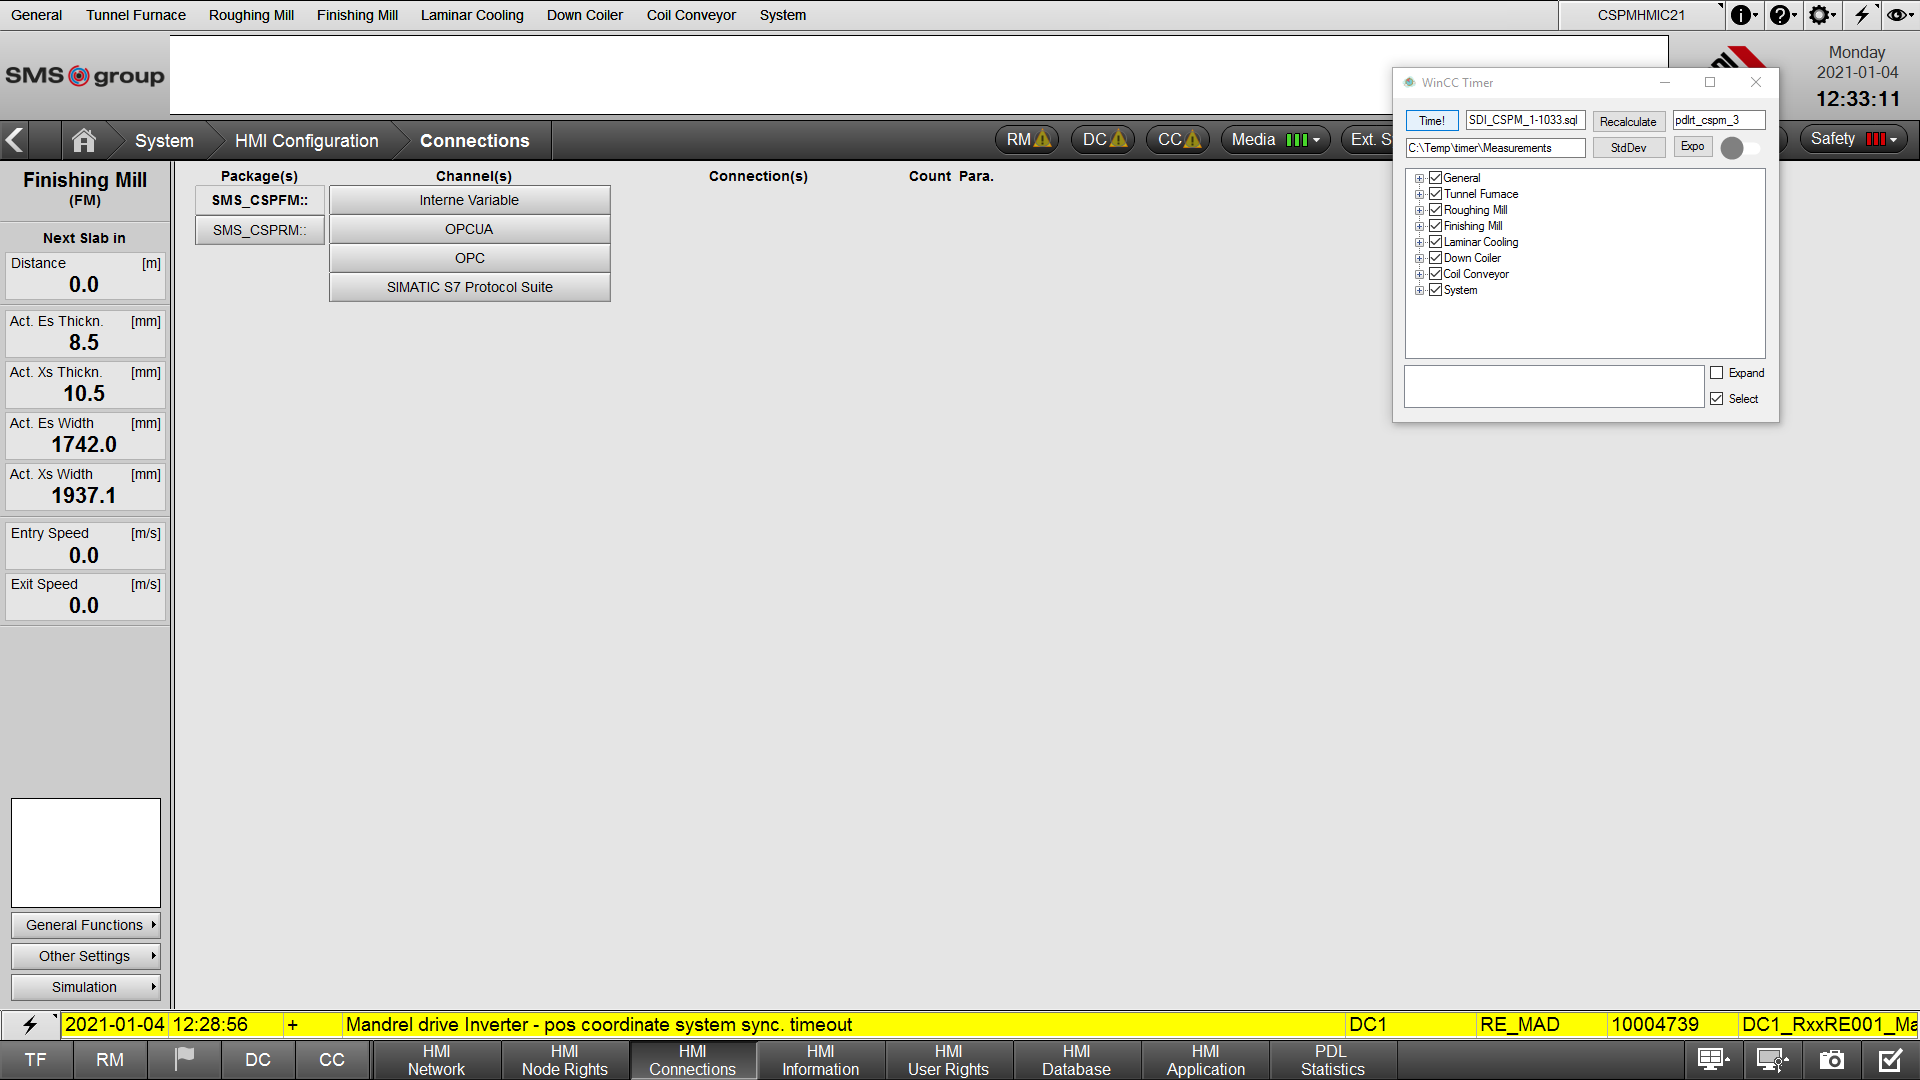 General Tunnel Furnace Roughing Mill Finishing Mill Laminar Cooling Down Coiler Coil Conveyor System CSPMHMIC21
SMS group
Monday
2021-01-04
12:33:11
System HMI Configuration Connections RM DC CC Media Ext. S Safety
WinCC Timer
Time! SDI_CSPM_1-1033.sql Recalculate pdlrt_cspm_3
C:\Temp\timer\Measurements StdDev Expo
General
Tunnel Furnace
Roughing Mill
Finishing Mill
Laminar Cooling
Down Coiler
Coil Conveyor
System
Expand
Select
Finishing Mill
(FM)
Next Slab in
Distance [m]
0.0
Act. Es Thickn. [mm]
8.5
Act. Xs Thickn. [mm]
10.5
Act. Es Width [mm]
1742.0
Act. Xs Width [mm]
1937.1
Entry Speed [m/s]
0.0
Exit Speed [m/s]
0.0
General Functions
Other Settings
Simulation
Package(s) Channel(s) Connection(s) Count Para.
SMS_CSPFM:: Interne Variable
SMS_CSPRM:: OPCUA
OPC
SIMATIC S7 Protocol Suite
2021-01-04 12:28:56 + Mandrel drive Inverter - pos coordinate system sync. timeout DC1 RE_MAD 10004739 DC1_RxxRE001_Ma
TF RM DC CC
HMI Network
HMI Node Rights
HMI Connections
HMI Information
HMI User Rights
HMI Database
HMI Application
PDL Statistics